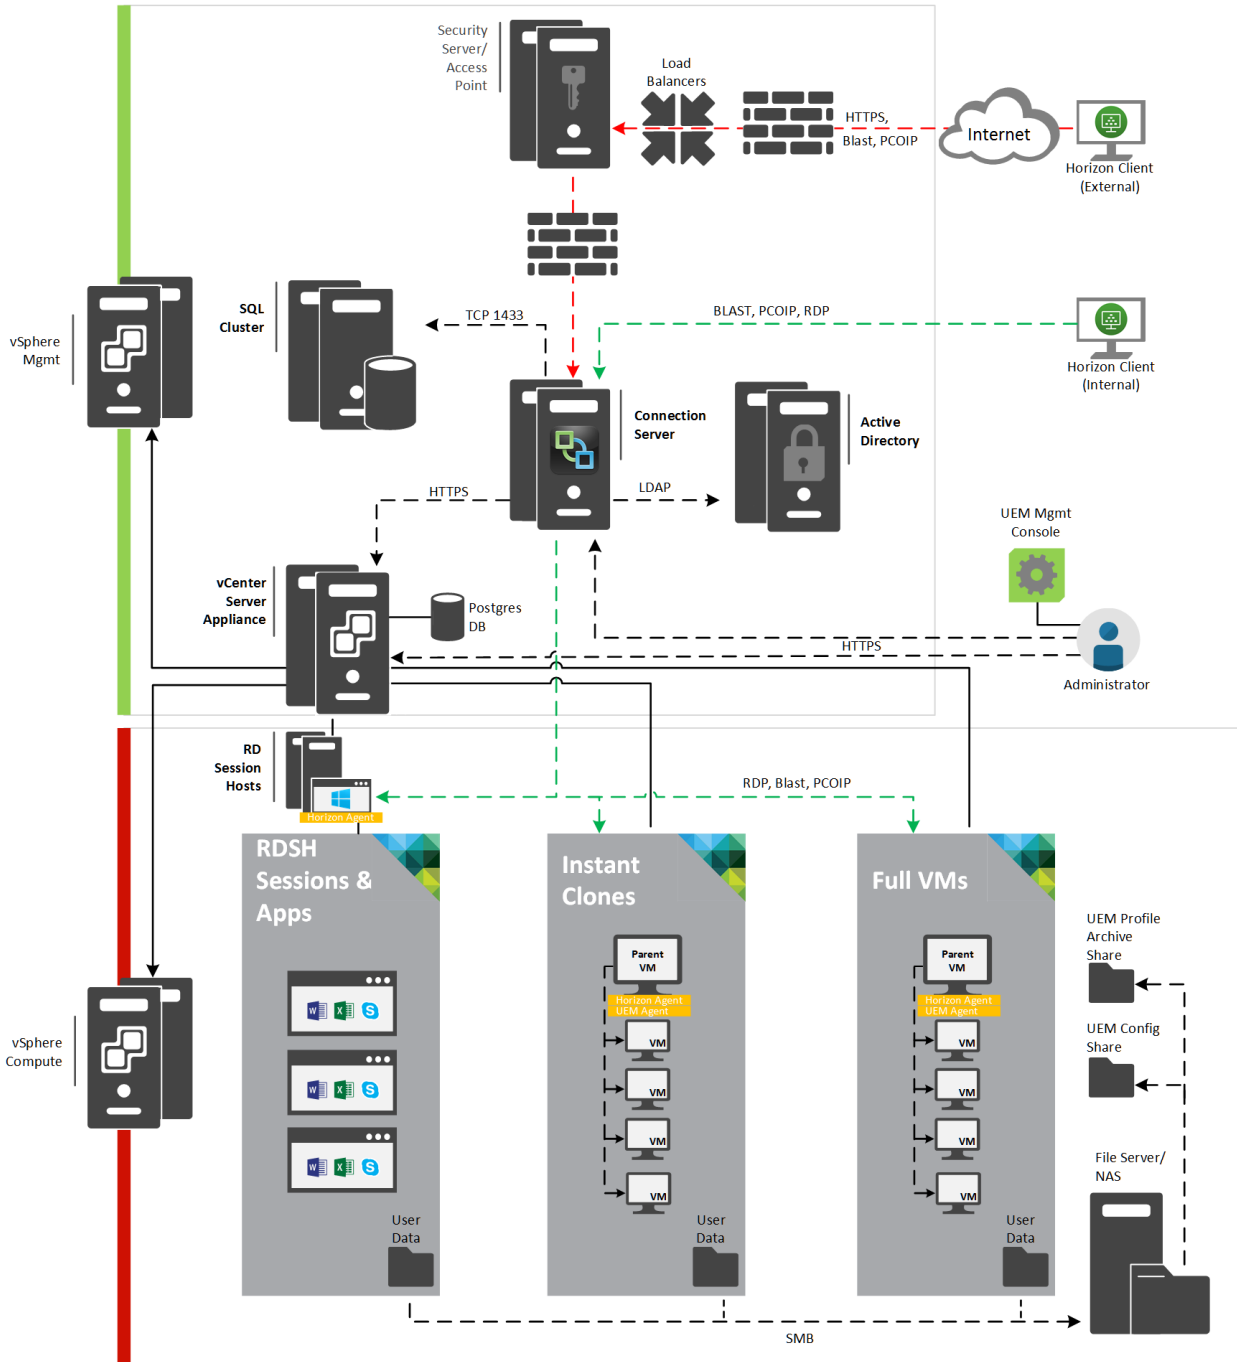 Security
Server/
Access
Point
Load
Balancers
HTTPS,
Blast, PCOIP
Internet
Horizon Client
(External)
SQL
Cluster
TCP 1433
BLAST, PCOIP, RDP
Horizon Client
(Internal)
vSphere
Mgmt
Connection
Server
Active
Directory
HTTPS
LDAP
UEM Mgmt
Console
vCenter
Server
Appliance
Postgres
DB
HTTPS
Administrator
RD
Session
Hosts
Horizon Agent
RDP, Blast, PCOIP
RDSH
Sessions &
Apps
Instant
Clones
Full VMs
UEM Profile
Archive
Share
Parent
VM
Horizon Agent
UEM Agent
VM
VM
VM
VM
Parent
VM
Horizon Agent
UEM Agent
VM
VM
VM
VM
W X S
W X S
W X S
UEM Config
Share
vSphere
Compute
File Server/
NAS
User
Data
User
Data
User
Data
SMB